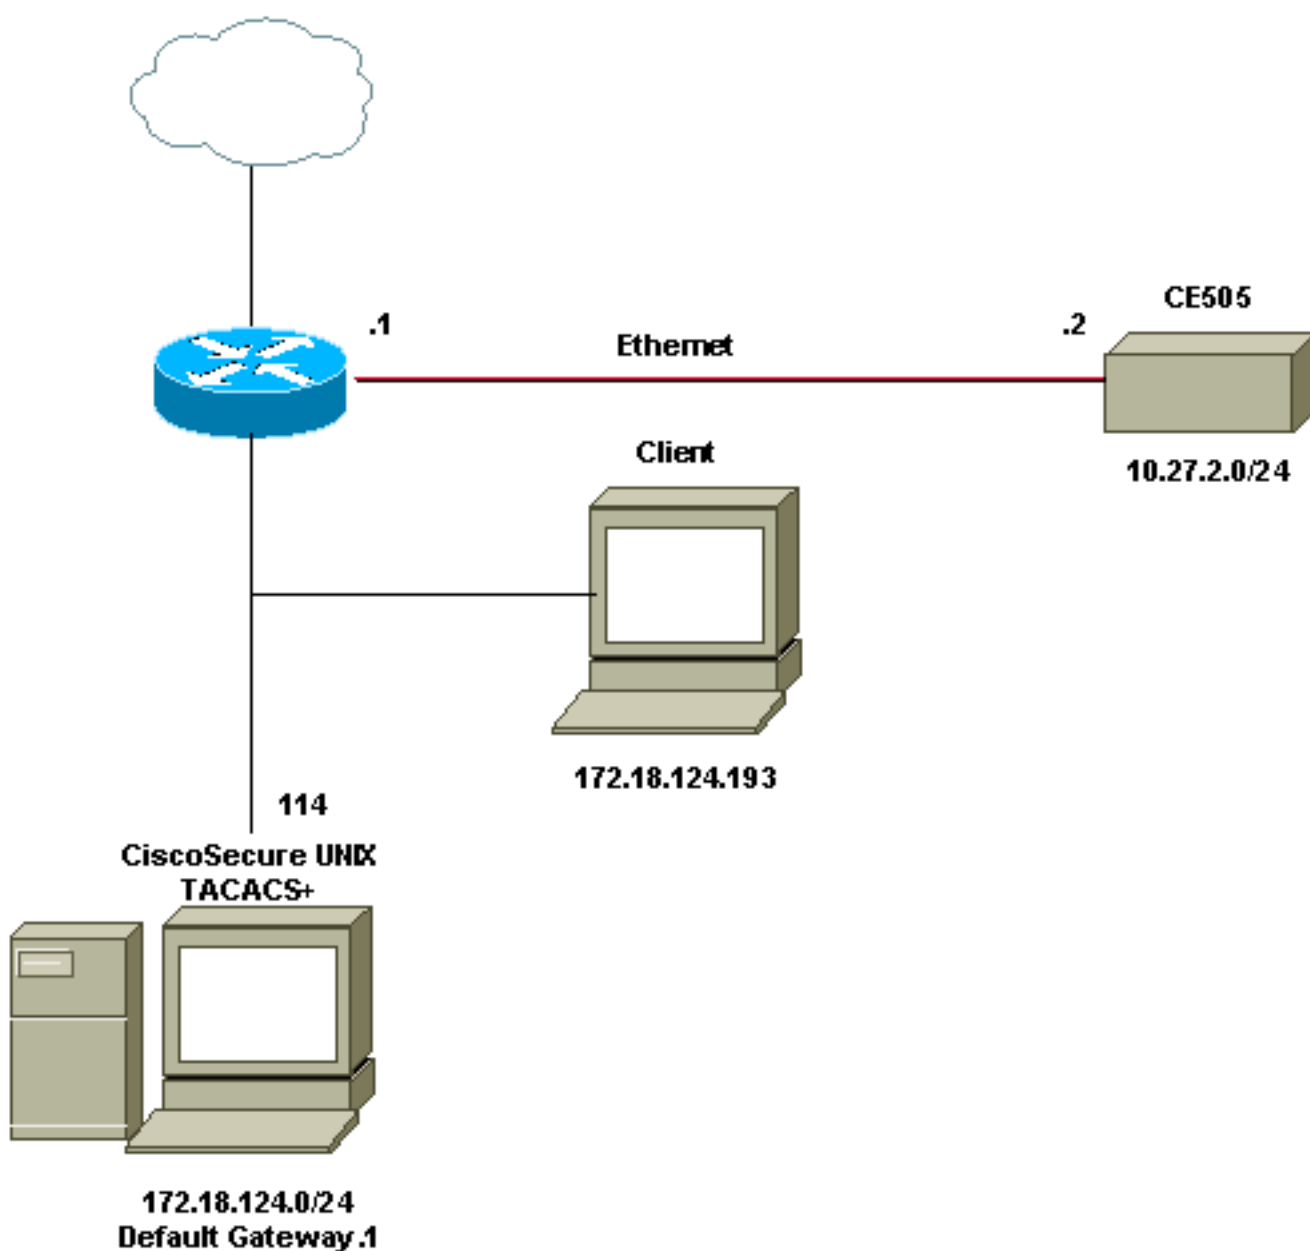 CE505
.1
.2
Ethernet
Client
10.27.2.0/24
172.18.124.193
114
CiscoSecure UNIX
TACACS+
172.18.124.0/24
Default Gateway .1